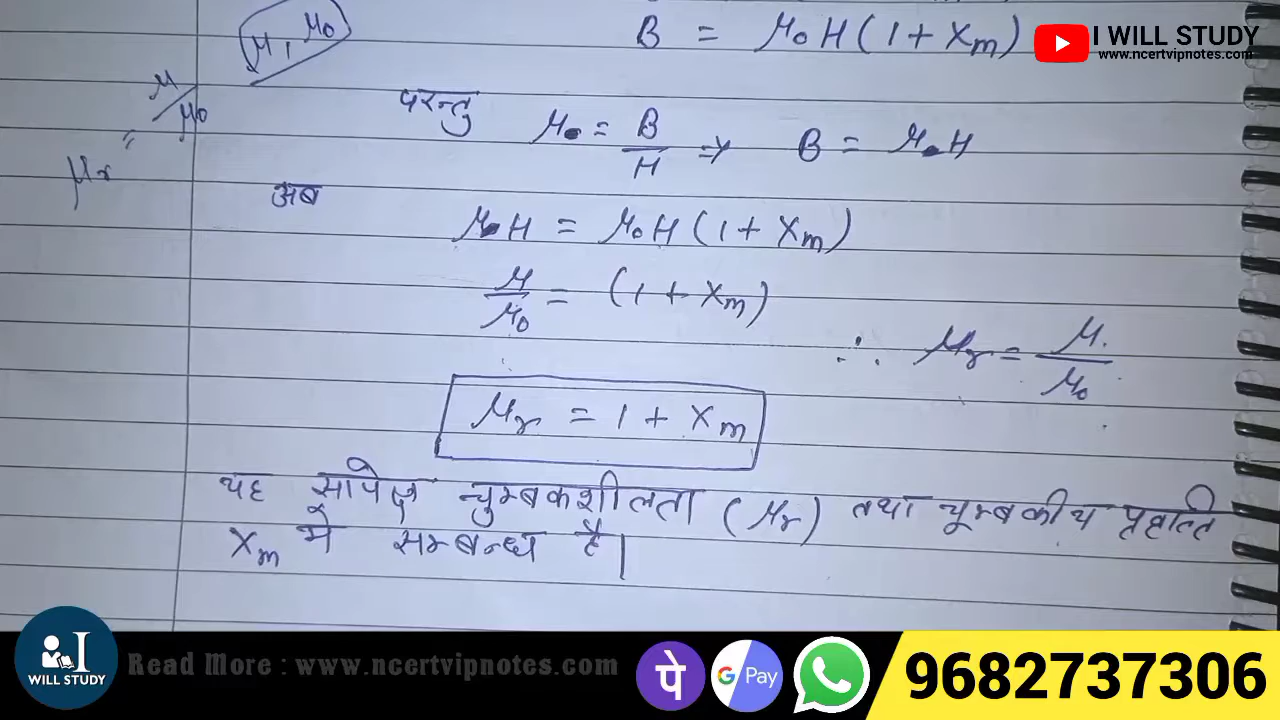 μ, μ₀
B = μ₀H(1 + Xm)
I WILL STUDY
www.ncertvipnotes.com
μ/μ₀
= μr
परन्तु μ = B/H ⇒ B = μH
अब
μH = μ₀H(1 + Xm)
μ/μ₀ = (1 + Xm)
∴ μr = μ/μ₀
μr = 1 + Xm
यह सापेक्ष चुम्बकशीलता (μr) तथा चूम्बकीय प्रवृत्ति
Xm मे सम्बन्ध है।
I
WILL STUDY
Read More : www.ncertvipnotes.com
पे
G Pay
9682737306